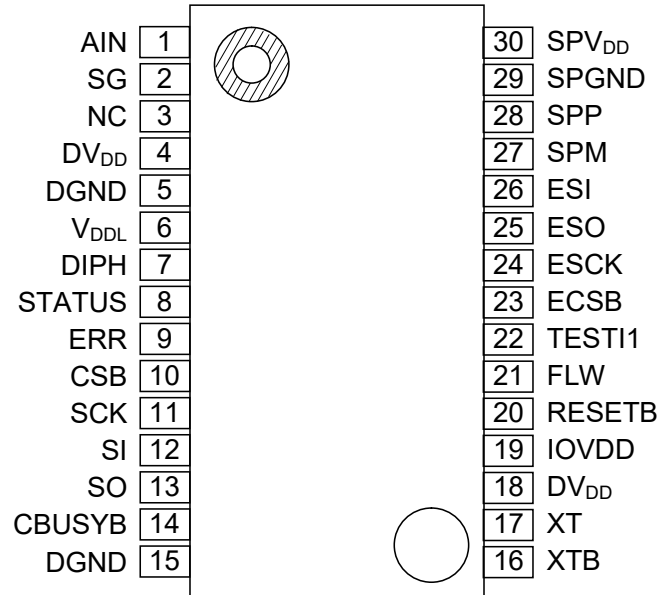 AIN 1 30 SPVDD
SG 2 29 SPGND
NC 3 28 SPP
DVDD 4 27 SPM
DGND 5 26 ESI
VDDL 6 25 ESO
DIPH 7 24 ESCK
STATUS 8 23 ECSB
ERR 9 22 TESTI1
CSB 10 21 FLW
SCK 11 20 RESETB
SI 12 19 IOVDD
SO 13 18 DVDD
CBUSYB 14 17 XT
DGND 15 16 XTB